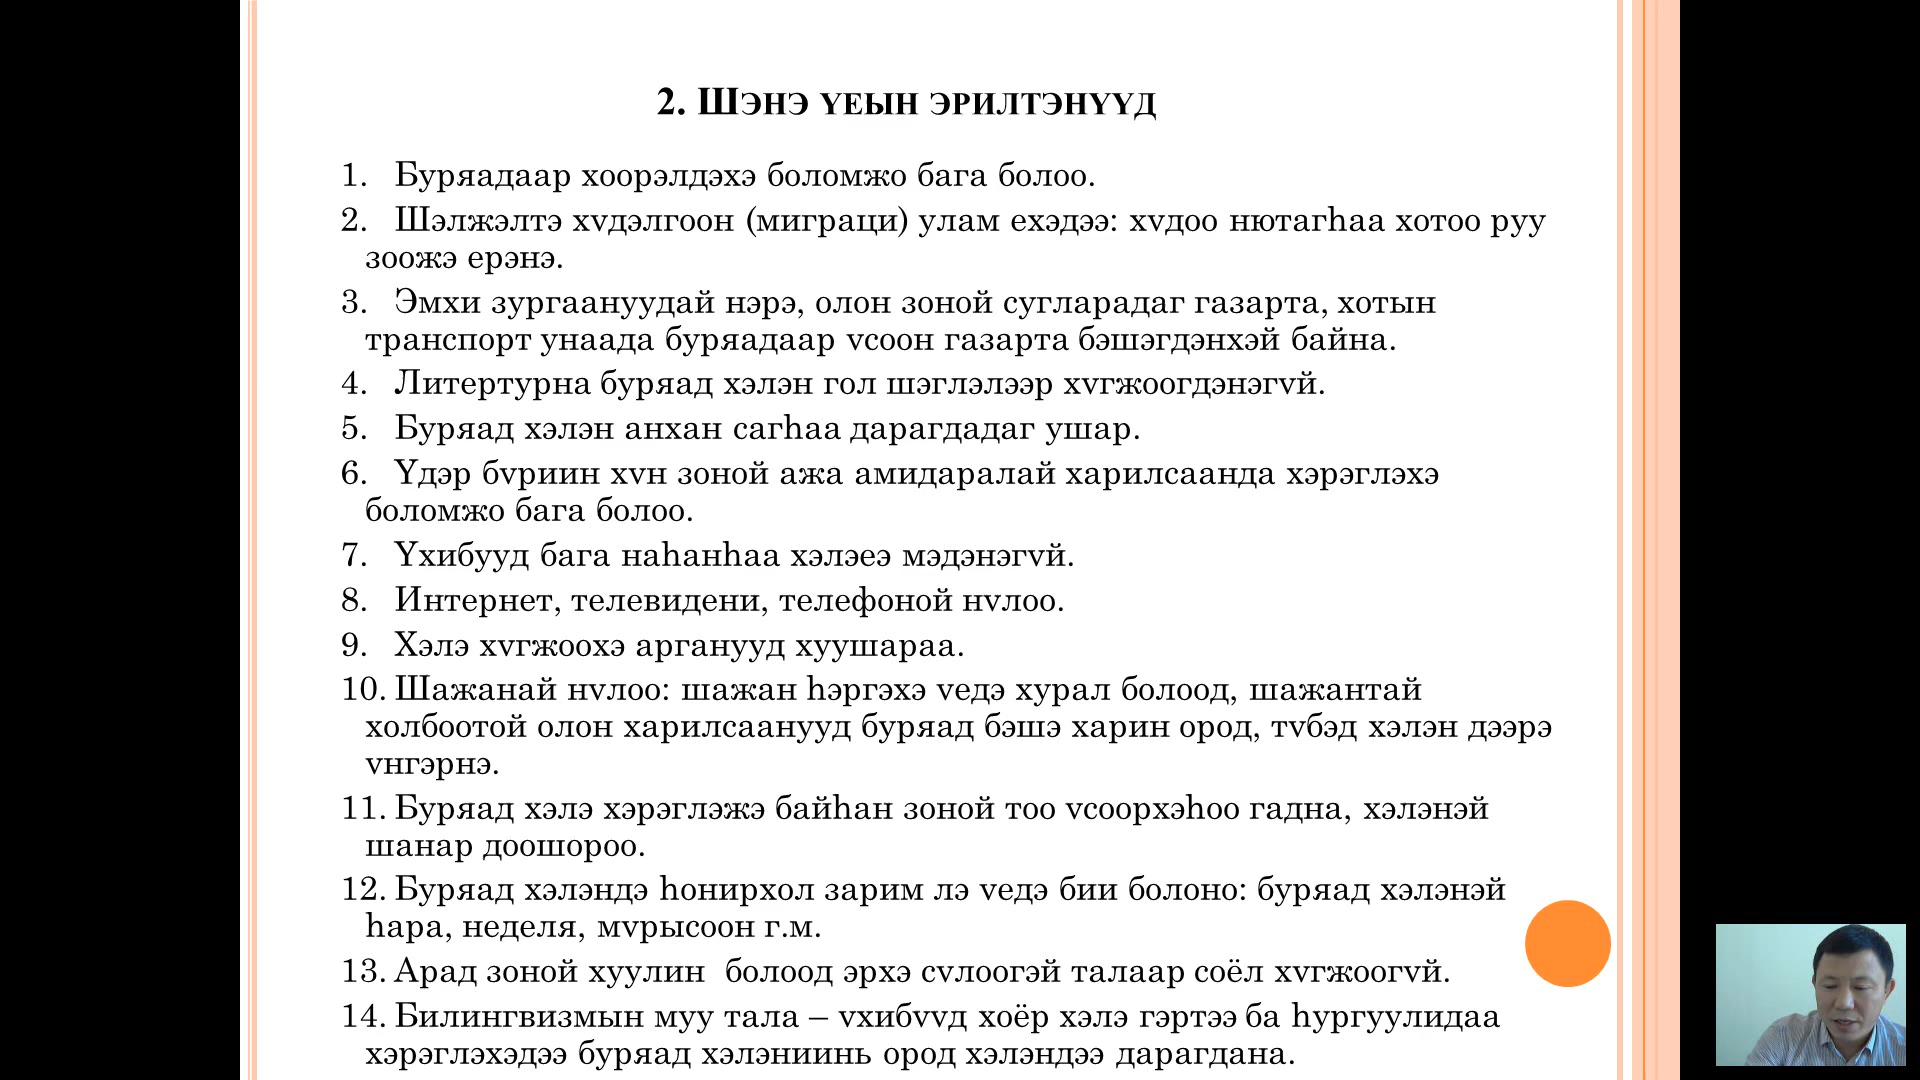 2. Шэнэ үеын эрилтэнүүд
1. Буряадаар хоорэлдэхэ боломжо бага болоо.
2. Шэлжэлтэ хvдэлгоон (миграци) улам ехэдээ: хvдоо нютагһаа хотоо руу
зоожэ ерэнэ.
3. Эмхи зургаануудай нэрэ, олон зоной сугларадаг газарта, хотын
транспорт унаада буряадаар vсоон газарта бэшэгдэнхэй байна.
4. Литертурна буряад хэлэн гол шэглэлээр хvгжоогдэнэгvй.
5. Буряад хэлэн анхан сагһаа дарагдадаг ушар.
6. Үдэр бvриин хvн зоной ажа амидаралай харилсаанда хэрэглэхэ
боломжо бага болоо.
7. Үхибууд бага наһанһаа хэлэеэ мэдэнэгvй.
8. Интернет, телевидени, телефоной нvлоо.
9. Хэлэ хvгжоохэ арганууд хуушараа.
10. Шажанай нvлоо: шажан һэргэхэ vедэ хурал болоод, шажантай
холбоотой олон харилсаанууд буряад бэшэ харин ород, тvбэд хэлэн дээрэ
vнгэрнэ.
11. Буряад хэлэ хэрэглэжэ байһан зоной тоо vсоорхэһоо гадна, хэлэнэй
шанар доошороо.
12. Буряад хэлэндэ һонирхол зарим лэ vедэ бии болоно: буряад хэлэнэй
һара, неделя, мvрысоон г.м.
13. Арад зоной хуулин болоод эрхэ сvлоогэй талаар соёл хvгжоогvй.
14. Билингвизмын муу тала – vхибvvд хоёр хэлэ гэртээ ба һургуулидаа
хэрэглэхэдээ буряад хэлэниинь ород хэлэндээ дарагдана.